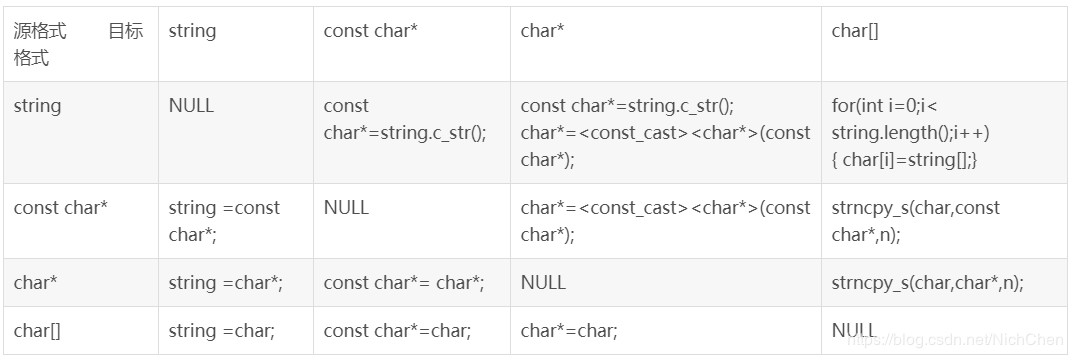 源格式 目标 string const char* char* char[]
格式
string NULL const const char*=string.c_str(); for(int i=0;i<
char*=string.c_str(); char*=<const_cast><char*>(const string.length();i++)
char*); { char[i]=string[];}
const char* string =const NULL char*=<const_cast><char*>(const strncpy_s(char,const
char*; char*); char*,n);
char* string =char*; const char*= char*; NULL strncpy_s(char,char*,n);
char[] string =char; const char*=char; char*=char; NULL
https://blog.csdn.net/NichChen